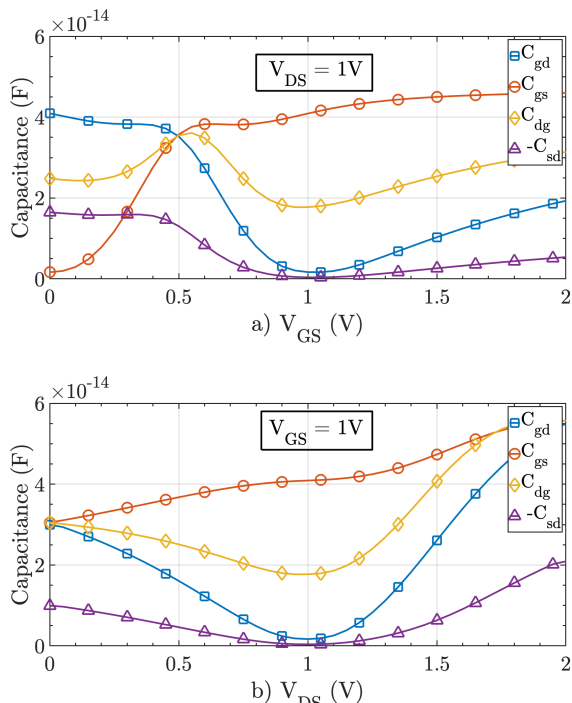 ×10⁻¹⁴
6
V_DS = 1V
C_gd
C_gs
C_dg
-C_sd
4
2
0
Capacitance (F)
0 0.5 1 1.5 2
a) V_GS (V)
×10⁻¹⁴
6
V_GS = 1V
C_gd
C_gs
C_dg
-C_sd
4
2
0
Capacitance (F)
0 0.5 1 1.5 2
b) V_DS (V)